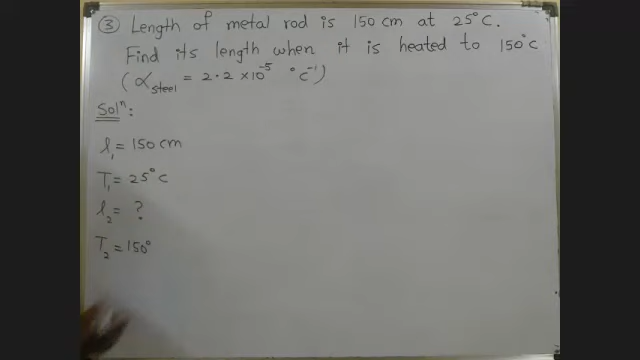 ③ Length of metal rod is 150 cm at 25°C.
Find its length when it is heated to 150°C
( α steel = 2.2 × 10⁻⁵ °C⁻¹ )
Solⁿ:
l₁ = 150 cm
T₁ = 25°C
l₂ = ?
T₂ = 150°